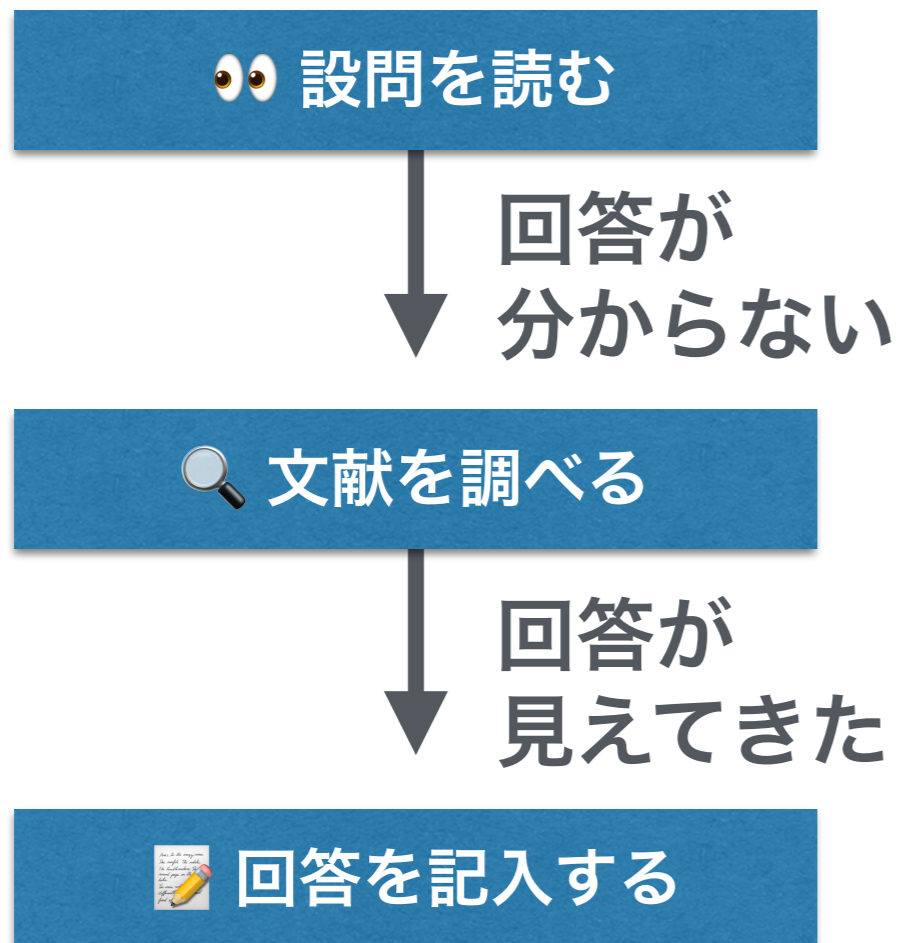 👀 設問を読む
回答が
分からない
🔍 文献を調べる
回答が
見えてきた
📝 回答を記入する